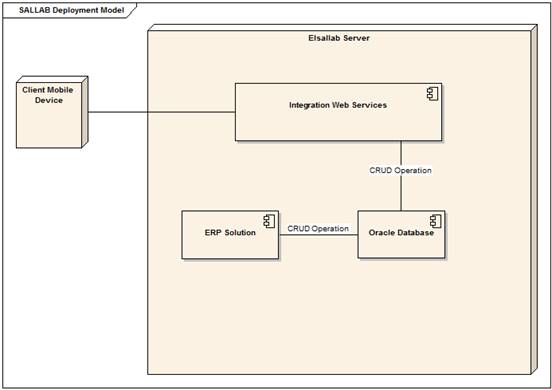 SALLAB Deployment Model
Elsallab Server
Client Mobile
Device
Integration Web Services
CRUD Operation
ERP Solution
CRUD Operation
Oracle Database